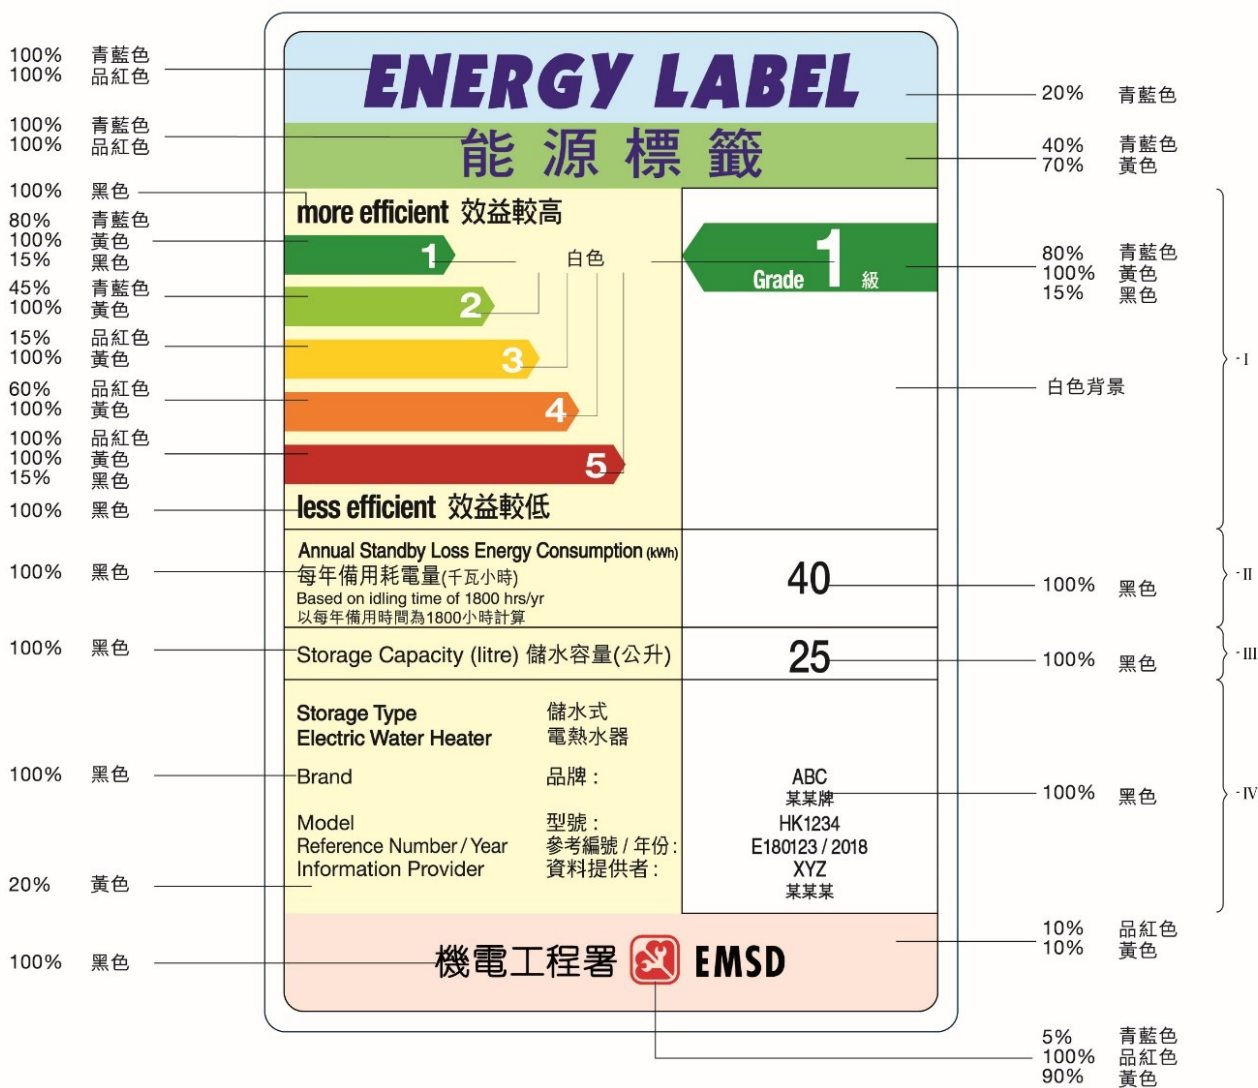 100% 青藍色
100% 品紅色
ENERGY LABEL
20% 青藍色
100% 青藍色
100% 品紅色
能源標籤
40% 青藍色
70% 黃色
100% 黑色
more efficient 效益較高
80% 青藍色
100% 黃色
15% 黑色
1
白色
Grade 1 級
80% 青藍色
100% 黃色
15% 黑色
45% 青藍色
100% 黃色
2
15% 品紅色
100% 黃色
3
- I
60% 品紅色
100% 黃色
4
白色背景
100% 品紅色
100% 黃色
15% 黑色
5
100% 黑色
less efficient 效益較低
100% 黑色
Annual Standby Loss Energy Consumption (kWh)
每年備用耗電量(千瓦小時)
Based on idling time of 1800 hrs/yr
以每年備用時間為1800小時計算
40
100% 黑色
- II
100% 黑色
Storage Capacity (litre) 儲水容量(公升)
25
100% 黑色
- III
Storage Type 儲水式
Electric Water Heater 電熱水器
100% 黑色
Brand 品牌 :
ABC
某某牌
100% 黑色
- IV
Model 型號 :
HK1234
Reference Number / Year 參考編號 / 年份 :
E180123 / 2018
Information Provider 資料提供者 :
XYZ
某某某
20% 黃色
10% 品紅色
10% 黃色
100% 黑色
機電工程署 EMSD
5% 青藍色
100% 品紅色
90% 黃色